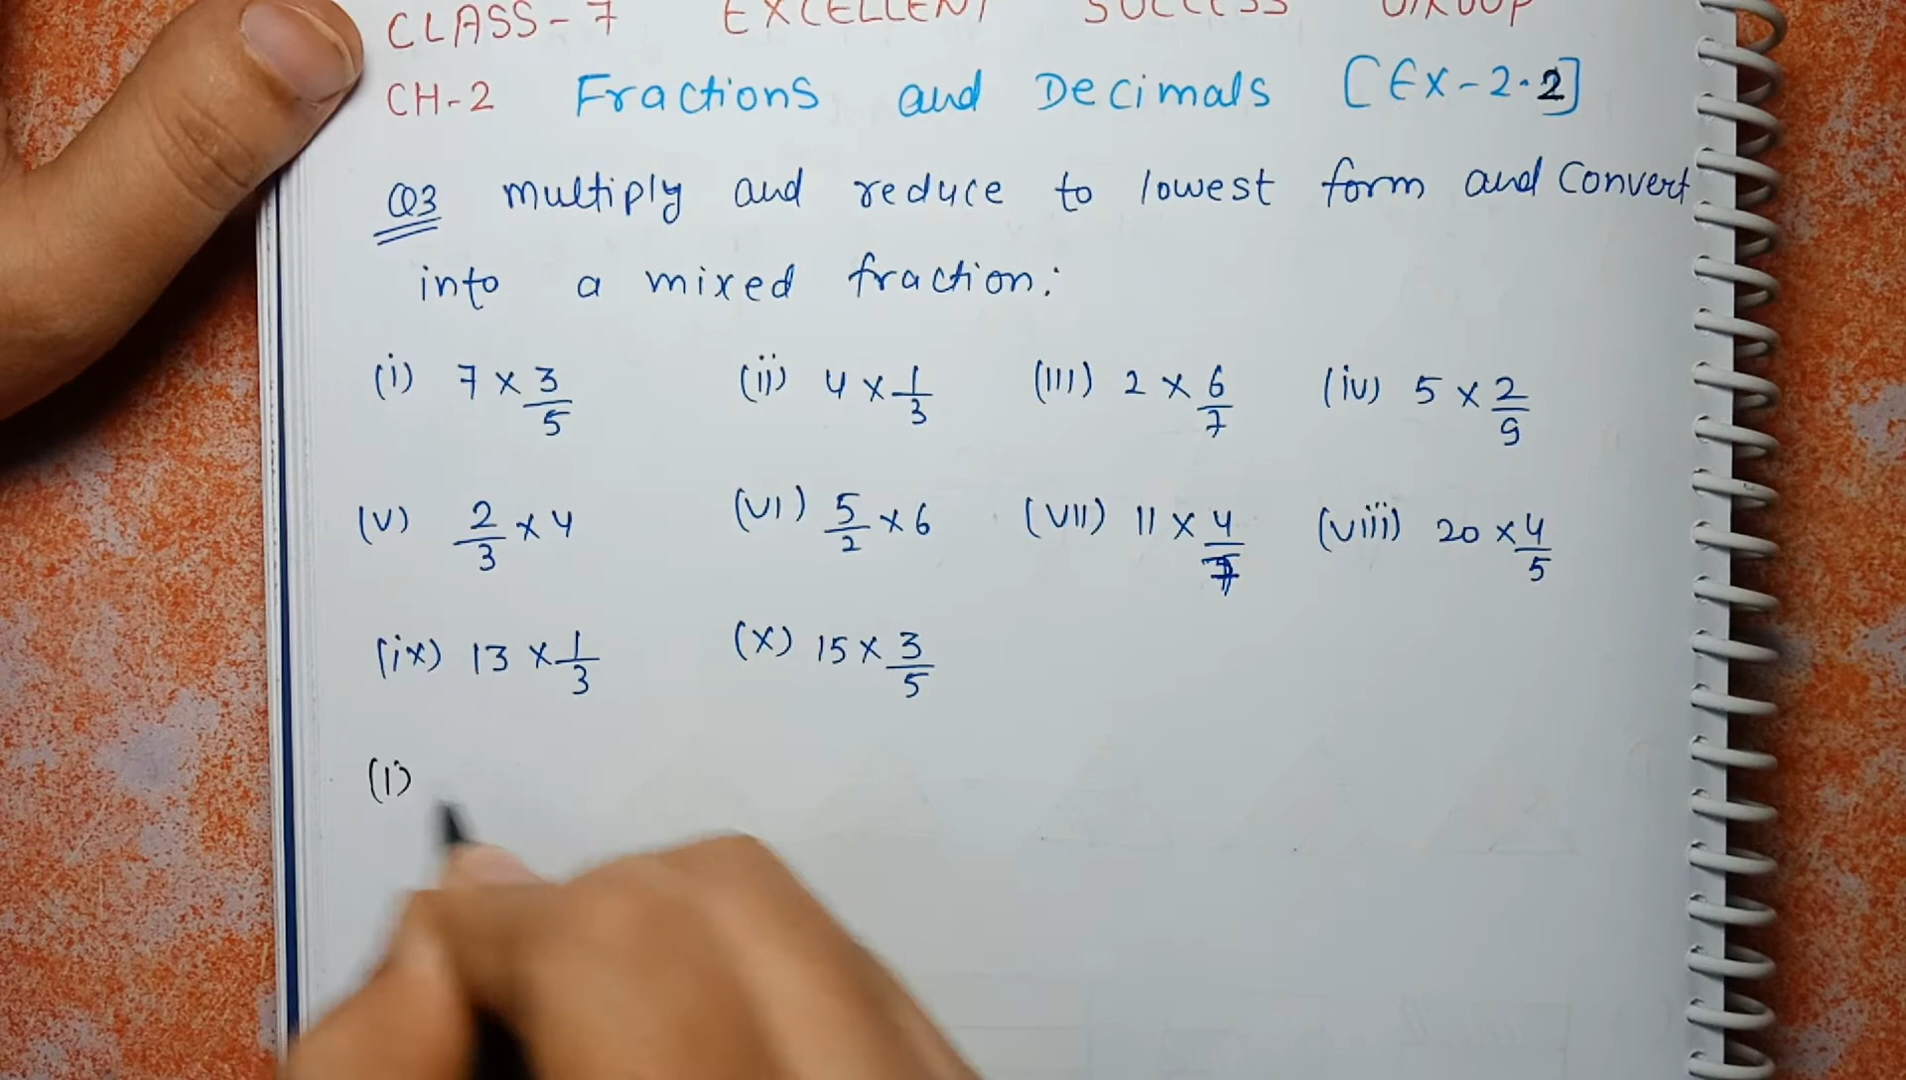 CLASS-7 EXCELLENT SUCCESS GROUP
CH-2 Fractions and Decimals [EX-2.2]
Q3 multiply and reduce to lowest form and convert
into a mixed fraction:
(i) 7 × 3/5 (ii) 4 × 1/3 (iii) 2 × 6/7 (iv) 5 × 2/9
(v) 2/3 × 4 (vi) 5/2 × 6 (vii) 11 × 4/7 (viii) 20 × 4/5
(ix) 13 × 1/3 (x) 15 × 3/5
(i)